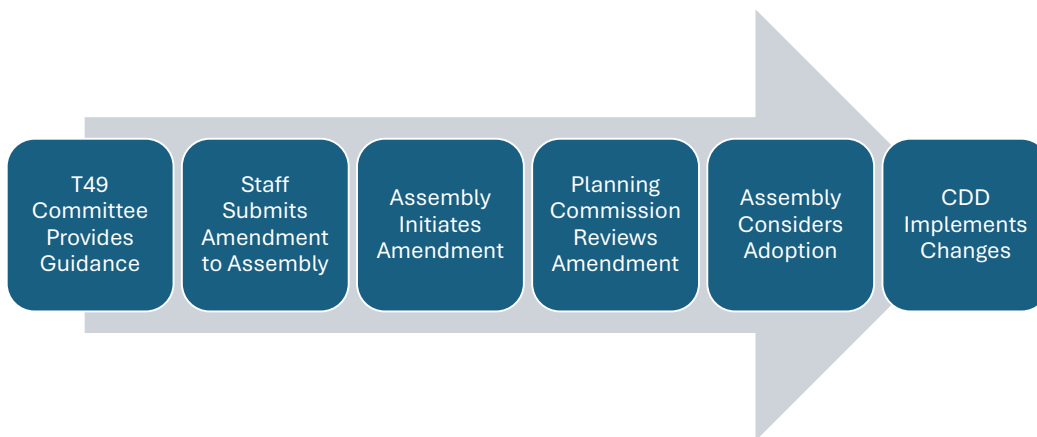 T49
Committee
Provides
Guidance
Staff
Submits
Amendment
to Assembly
Assembly
Initiates
Amendment
Planning
Commission
Reviews
Amendment
Assembly
Considers
Adoption
CDD
Implements
Changes